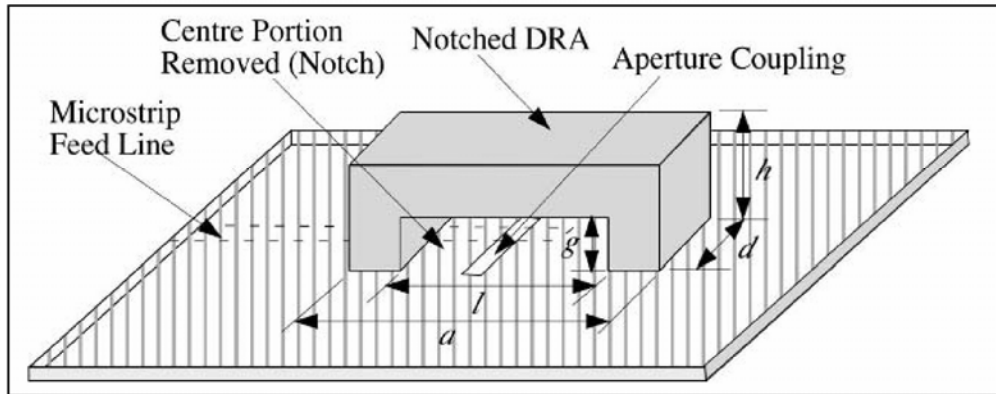 Centre Portion
Removed (Notch)
Notched DRA
Aperture Coupling
Microstrip
Feed Line
h
g
d
l
a